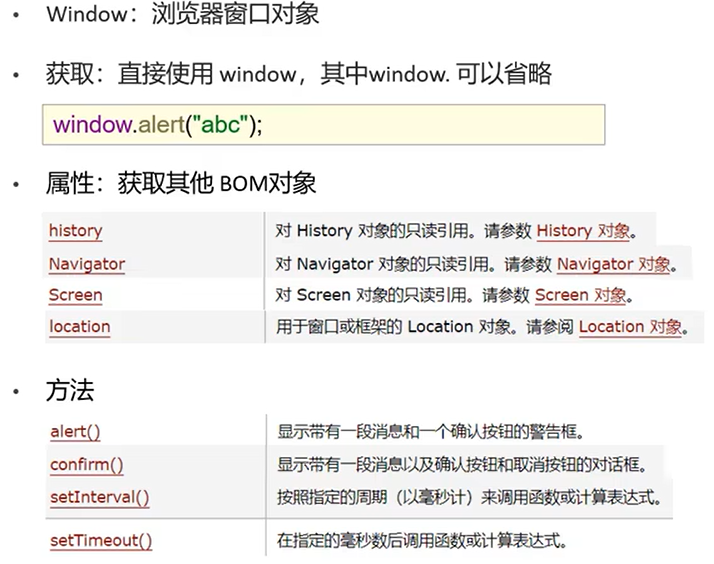 • Window：浏览器窗口对象
• 获取：直接使用 window，其中window. 可以省略
window.alert("abc");
• 属性：获取其他 BOM对象
history 对 History 对象的只读引用。请参数 History 对象。
Navigator 对 Navigator 对象的只读引用。请参数 Navigator 对象。
Screen 对 Screen 对象的只读引用。请参数 Screen 对象。
location 用于窗口或框架的 Location 对象。请参阅 Location 对象。
• 方法
alert() 显示带有一段消息和一个确认按钮的警告框。
confirm() 显示带有一段消息以及确认按钮和取消按钮的对话框。
setInterval() 按照指定的周期（以毫秒计）来调用函数或计算表达式。
setTimeout() 在指定的毫秒数后调用函数或计算表达式。